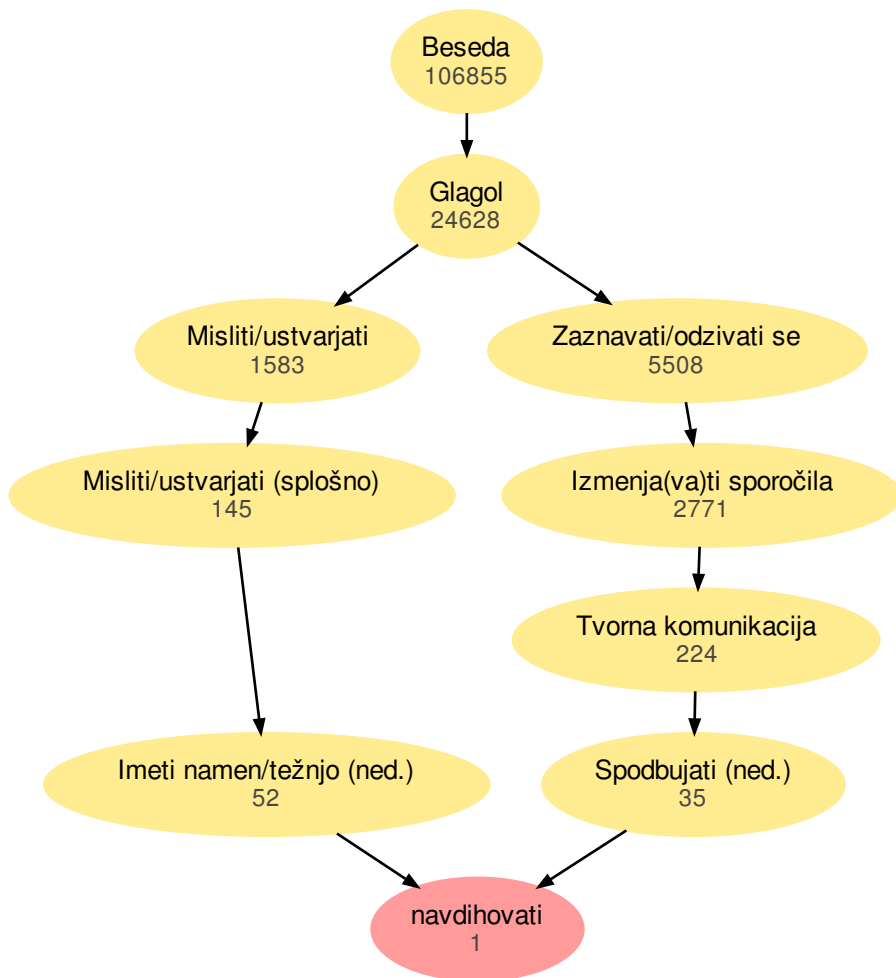 Beseda
106855
Glagol
24628
Misliti/ustvarjati
1583
Zaznavati/odzivati se
5508
Misliti/ustvarjati (splošno)
145
Izmenja(va)ti sporočila
2771
Tvorna komunikacija
224
Imeti namen/težnjo (ned.)
52
Spodbujati (ned.)
35
navdihovati
1